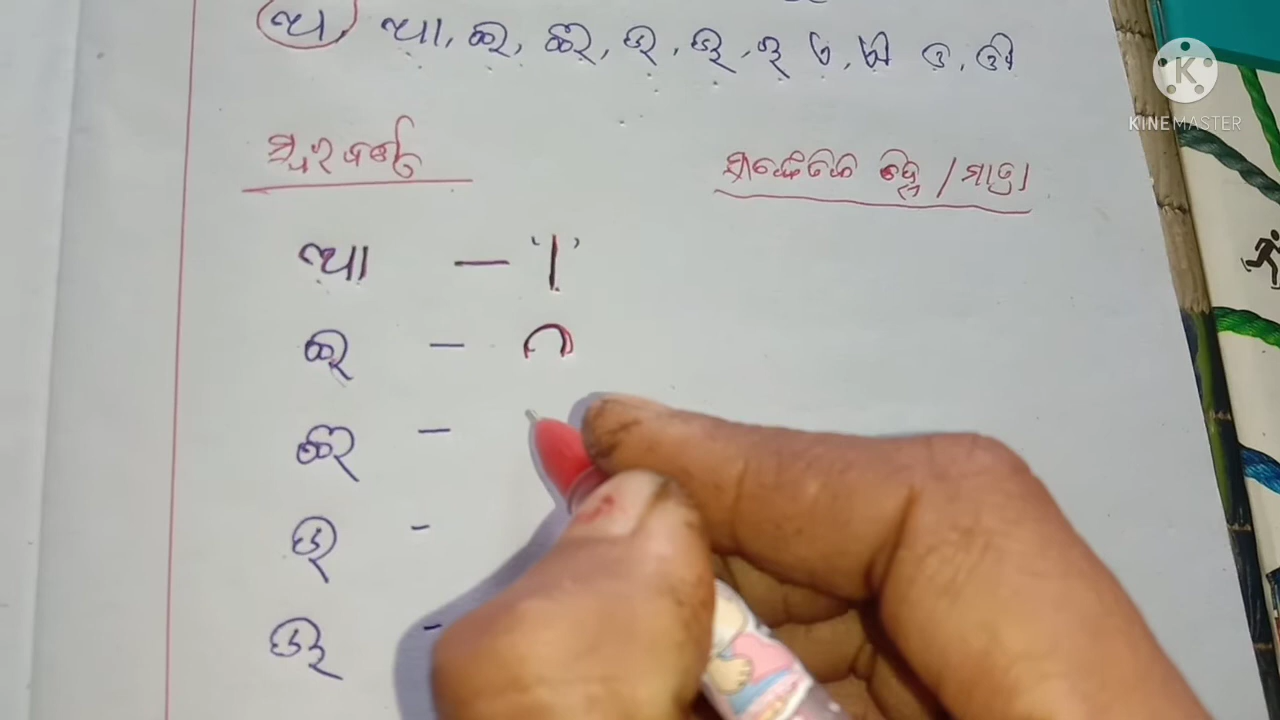 ଅ, ଆ, ଇ, ଈ, ଉ, ଊ, ଋ ଏ, ଐ ଓ, ଔ
K
KINEMASTER
ସ୍ୱରବର୍ଣ୍ଣ ସାଙ୍କେତିକ ଚିହ୍ନ / ମାତ୍ରା
ଆ — 'ା'
ଇ – ି
ଈ –
ଉ -
ଊ -